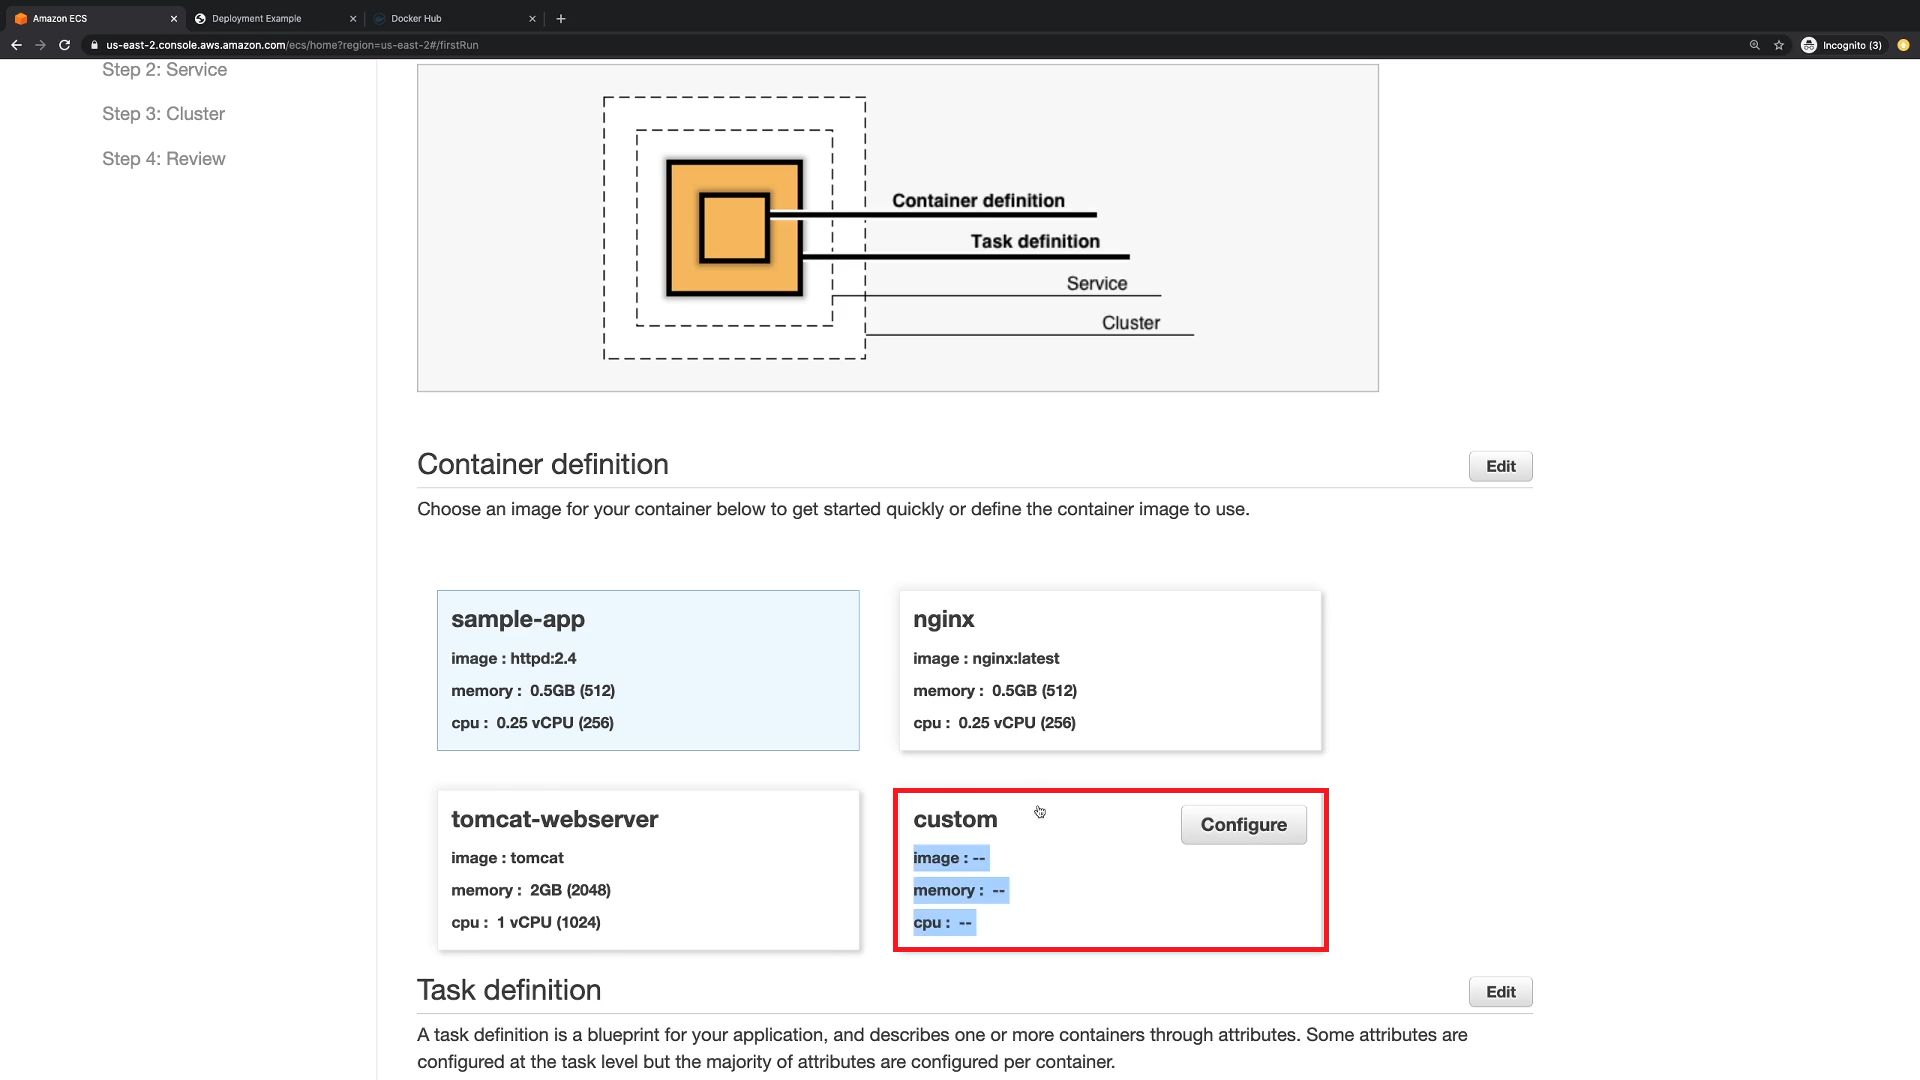 Amazon ECS
Deployment Example
Docker Hub
us-east-2.console.aws.amazon.com/ecs/home?region=us-east-2#/firstRun
Incognito (3)
Step 2: Service
Step 3: Cluster
Step 4: Review
Container definition
Task definition
Service
Cluster
Container definition
Edit
Choose an image for your container below to get started quickly or define the container image to use.
sample-app
image : httpd:2.4
memory : 0.5GB (512)
cpu : 0.25 vCPU (256)
nginx
image : nginx:latest
memory : 0.5GB (512)
cpu : 0.25 vCPU (256)
tomcat-webserver
image : tomcat
memory : 2GB (2048)
cpu : 1 vCPU (1024)
custom
Configure
image : --
memory : --
cpu : --
Task definition
Edit
A task definition is a blueprint for your application, and describes one or more containers through attributes. Some attributes are
configured at the task level but the majority of attributes are configured per container.